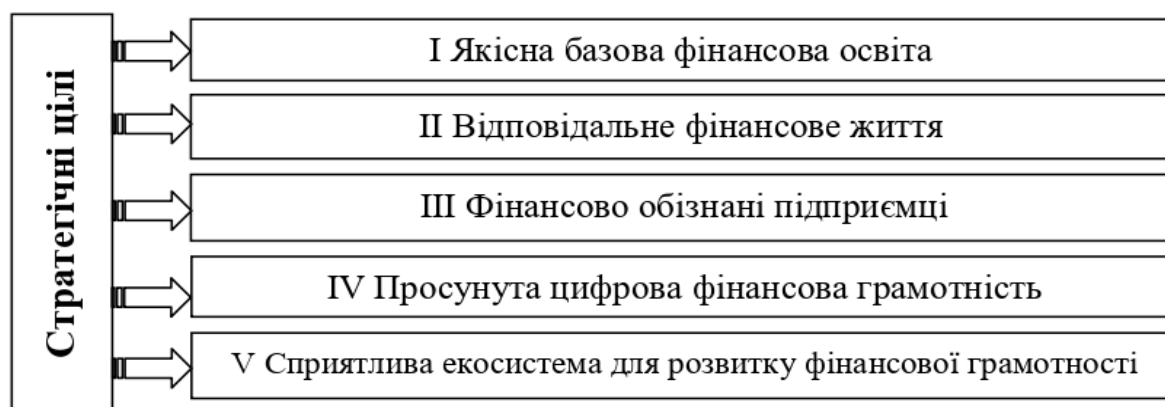 Стратегічні цілі
I Якісна базова фінансова освіта
II Відповідальне фінансове життя
III Фінансово обізнані підприємці
IV Просунута цифрова фінансова грамотність
V Сприятлива екосистема для розвитку фінансової грамотності